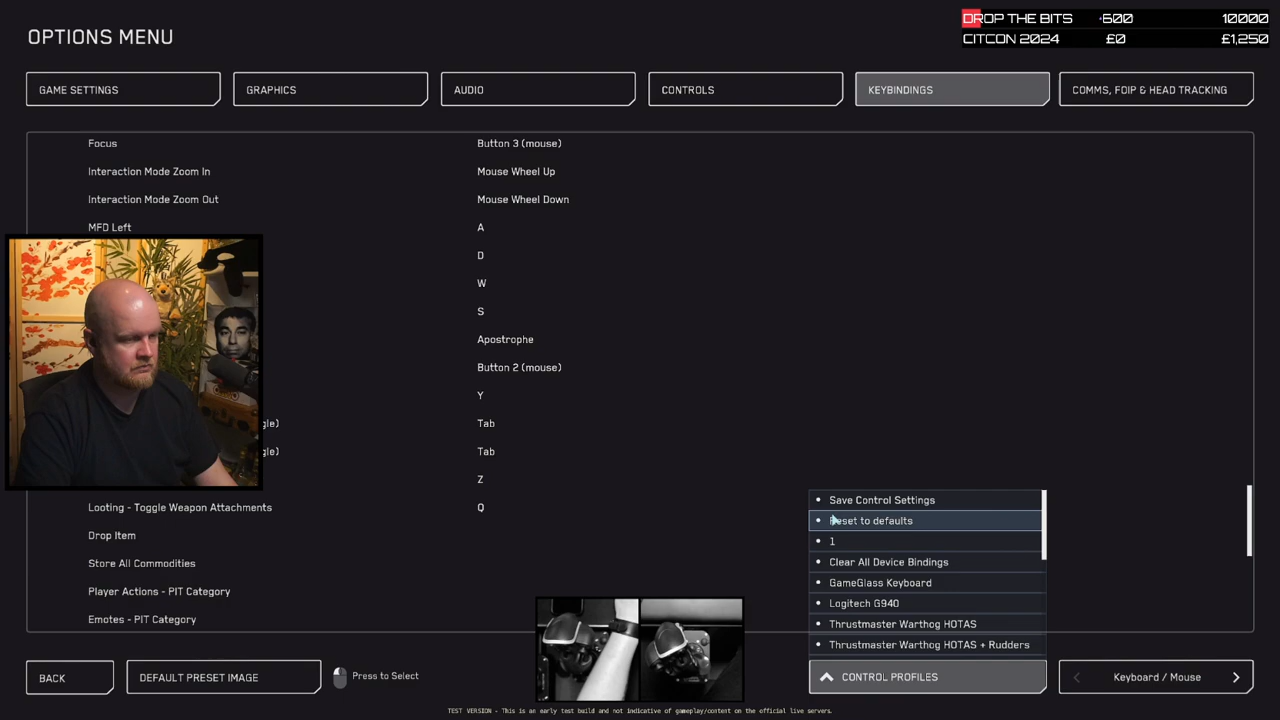 DROP THE BITS 600 10000
CITCON 2024 £0 £1,250
OPTIONS MENU
GAME SETTINGS
GRAPHICS
AUDIO
CONTROLS
KEYBINDINGS
COMMS, FOIP & HEAD TRACKING
Focus Button 3 (mouse)
Interaction Mode Zoom In Mouse Wheel Up
Interaction Mode Zoom Out Mouse Wheel Down
MFD Left A
D
W
S
Apostrophe
Button 2 (mouse)
Y
gle) Tab
gle) Tab
Z
Looting - Toggle Weapon Attachments Q
Drop Item
Store All Commodities
Player Actions - PIT Category
Emotes - PIT Category
Save Control Settings
Reset to defaults
1
Clear All Device Bindings
GameGlass Keyboard
Logitech G940
Thrustmaster Warthog HOTAS
Thrustmaster Warthog HOTAS + Rudders
BACK
DEFAULT PRESET IMAGE
Press to Select
CONTROL PROFILES
Keyboard / Mouse
TEST VERSION - This is an early test build and not indicative of gameplay/content on the official live servers.